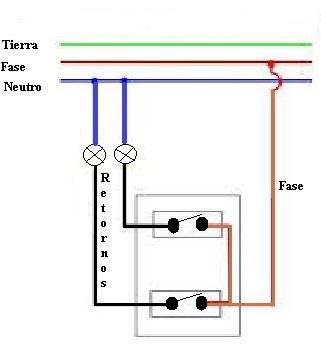 Tierra
Fase
Neutro
Retornos
Fase